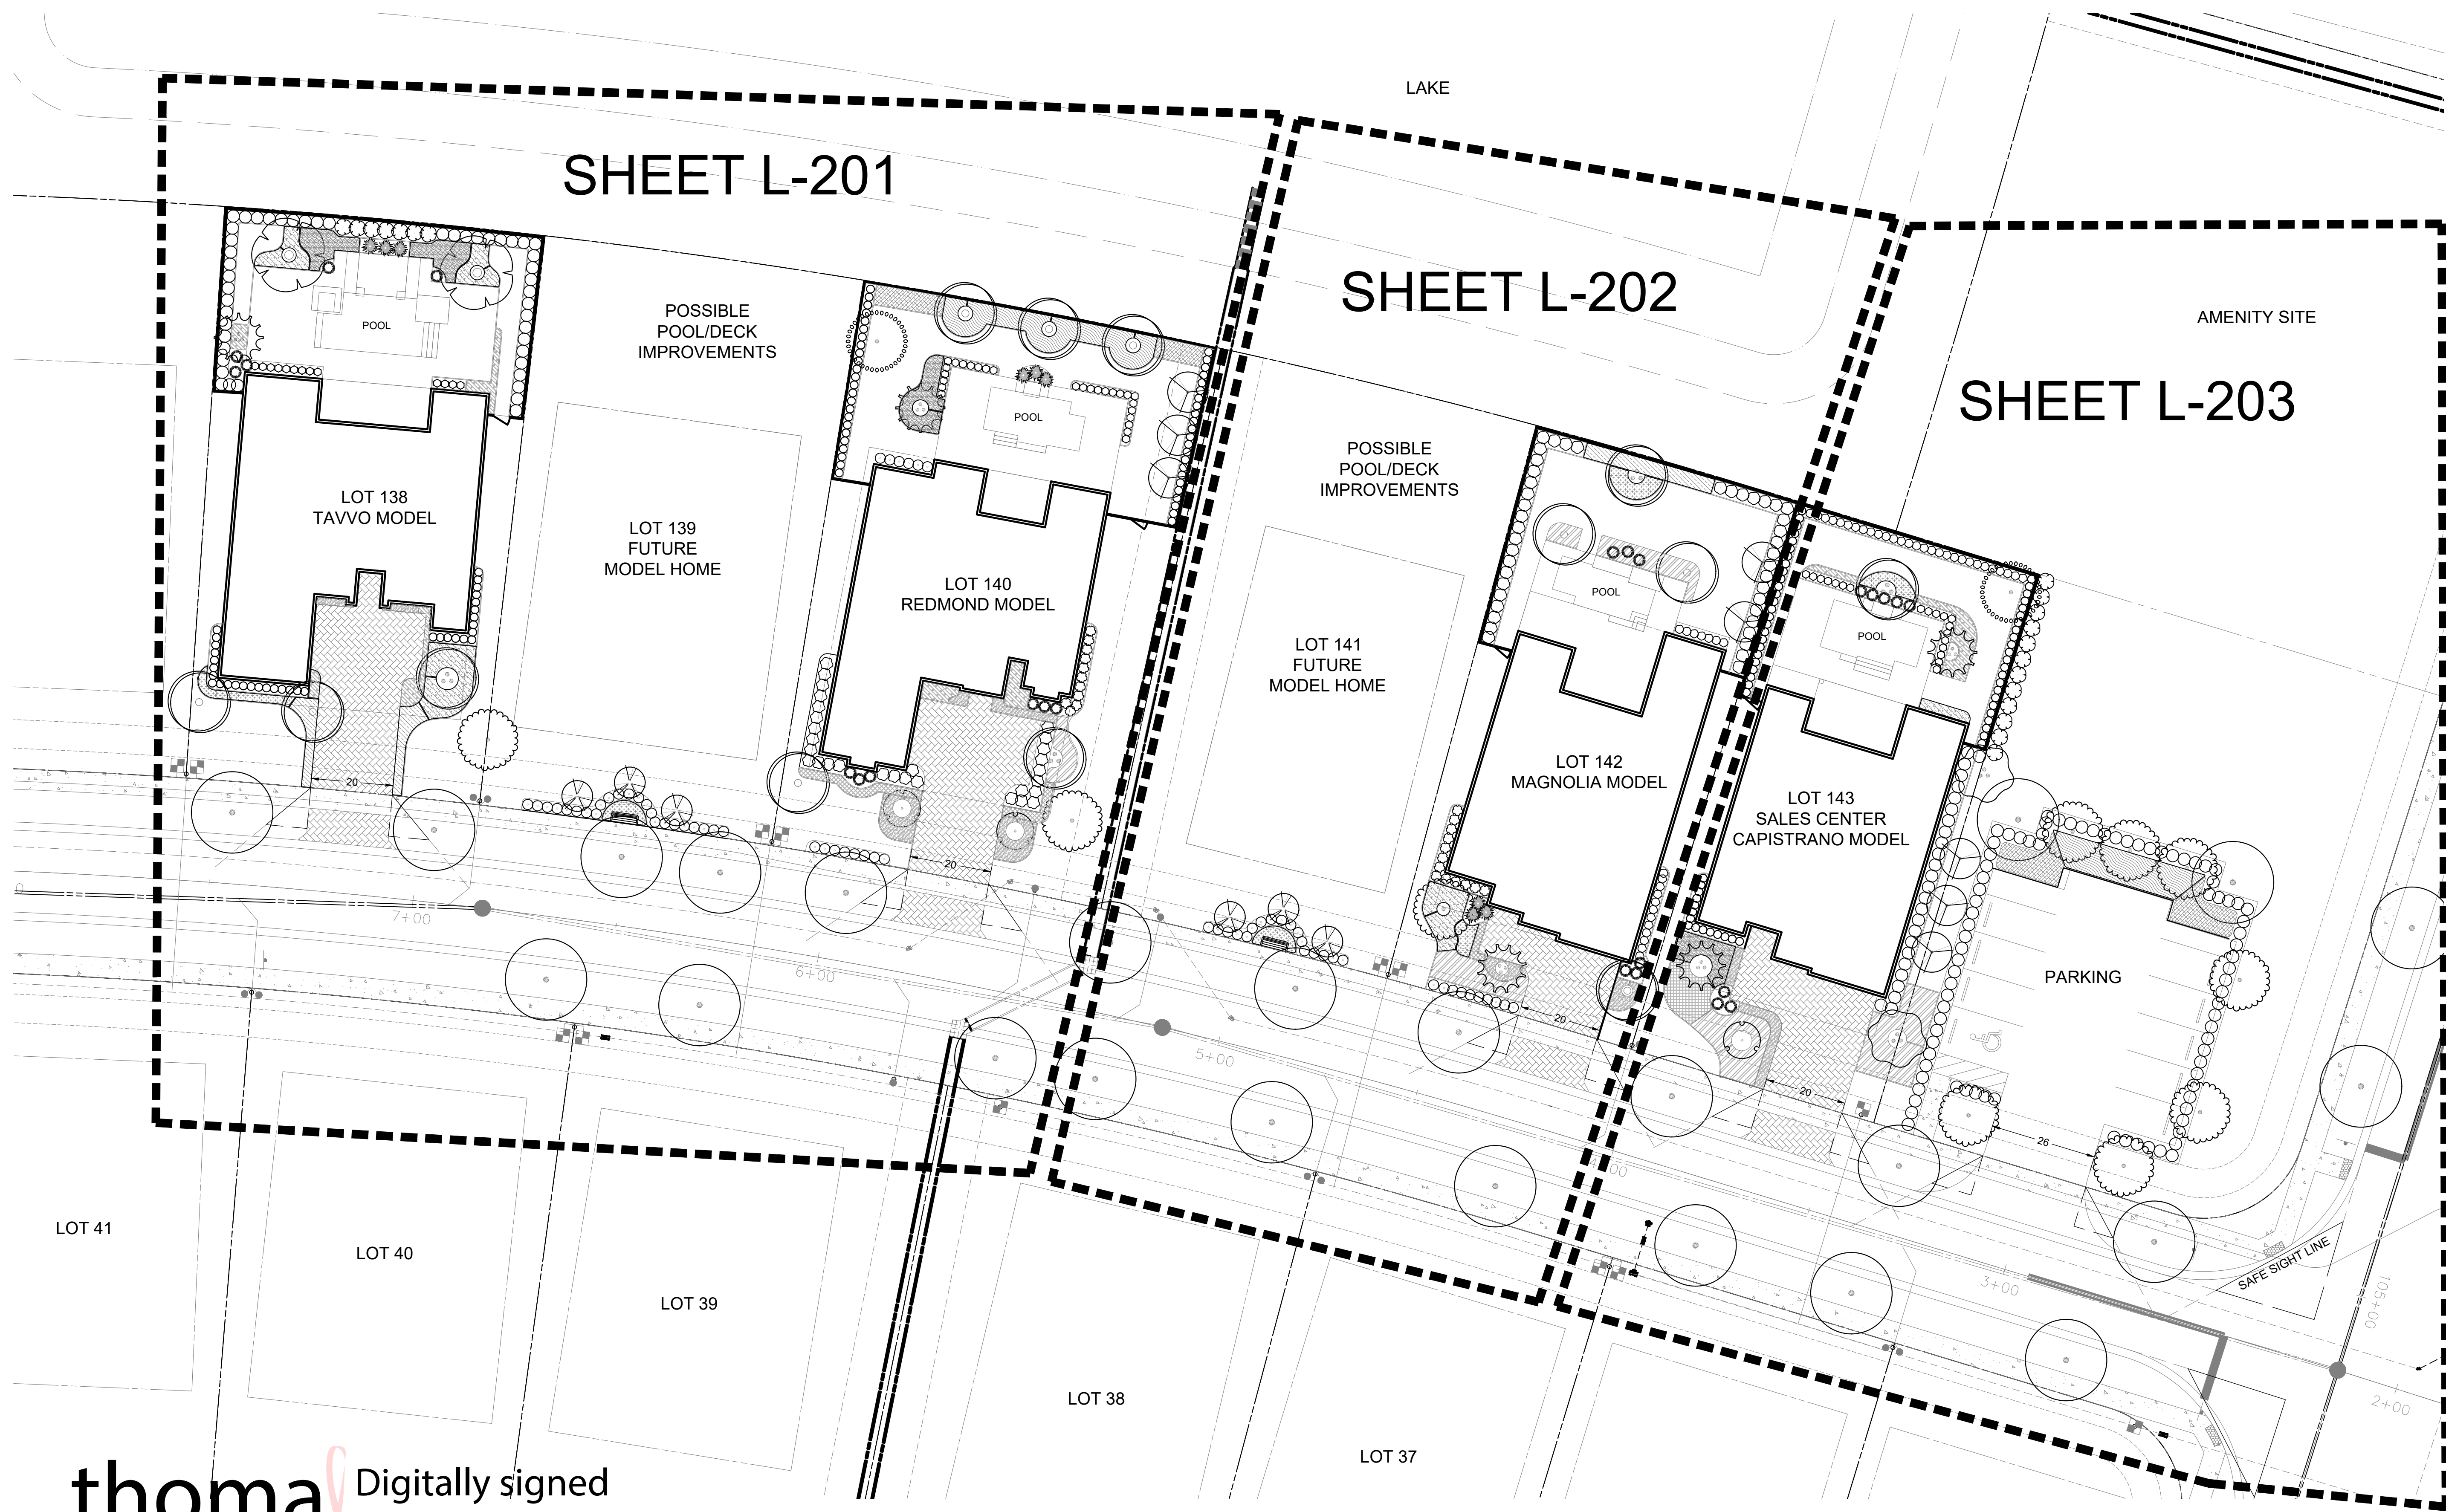 LAKE
SHEET L-201
SHEET L-202
SHEET L-203
AMENITY SITE
POOL
POSSIBLE
POOL/DECK
IMPROVEMENTS
POOL
POSSIBLE
POOL/DECK
IMPROVEMENTS
POOL
POOL
LOT 138
TAVVO MODEL
LOT 139
FUTURE
MODEL HOME
LOT 140
REDMOND MODEL
LOT 141
FUTURE
MODEL HOME
LOT 142
MAGNOLIA MODEL
LOT 143
SALES CENTER
CAPISTRANO MODEL
PARKING
20
20
20
20
26
7+00
6+00
5+00
3+00
2+00
105+00
SAFE SIGHT LINE
LOT 41
LOT 40
LOT 39
LOT 38
LOT 37
thoma
Digitally signed